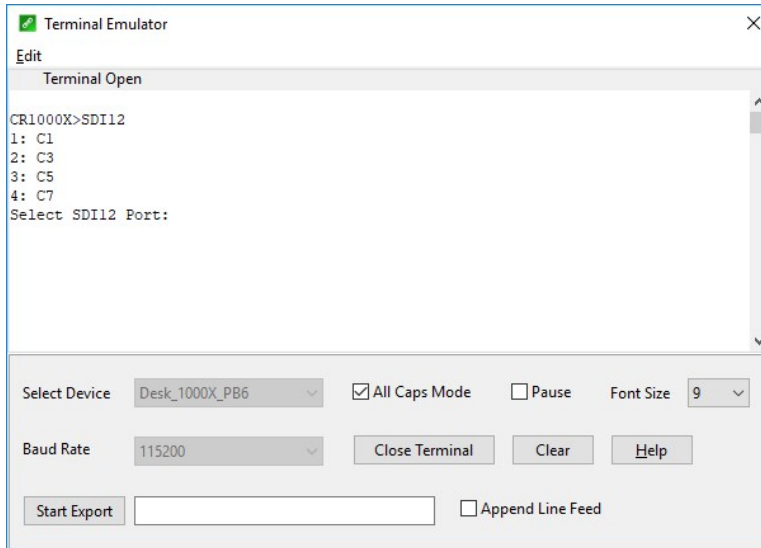 Terminal Emulator
Edit
Terminal Open
CR1000X>SDI12
1: C1
2: C3
3: C5
4: C7
Select SDI12 Port:
Select Device Desk_1000X_PB6 All Caps Mode Pause Font Size 9
Baud Rate 115200 Close Terminal Clear Help
Start Export Append Line Feed